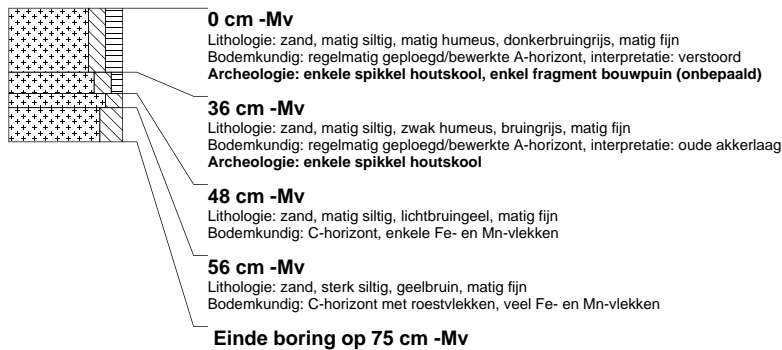 0 cm -Mv
Lithologie: zand, matig siltig, matig humeus, donkerbruingrijs, matig fijn
Bodemkundig: regelmatig geploegd/bewerkte A-horizont, interpretatie: verstoord
Archeologie: enkele spikkel houtskool, enkel fragment bouwpuin (onbepaald)
36 cm -Mv
Lithologie: zand, matig siltig, zwak humeus, bruingrijs, matig fijn
Bodemkundig: regelmatig geploegd/bewerkte A-horizont, interpretatie: oude akkerlaag
Archeologie: enkele spikkel houtskool
48 cm -Mv
Lithologie: zand, matig siltig, lichtbruingeel, matig fijn
Bodemkundig: C-horizont, enkele Fe- en Mn-vlekken
56 cm -Mv
Lithologie: zand, sterk siltig, geelbruin, matig fijn
Bodemkundig: C-horizont met roestvlekken, veel Fe- en Mn-vlekken
Einde boring op 75 cm -Mv